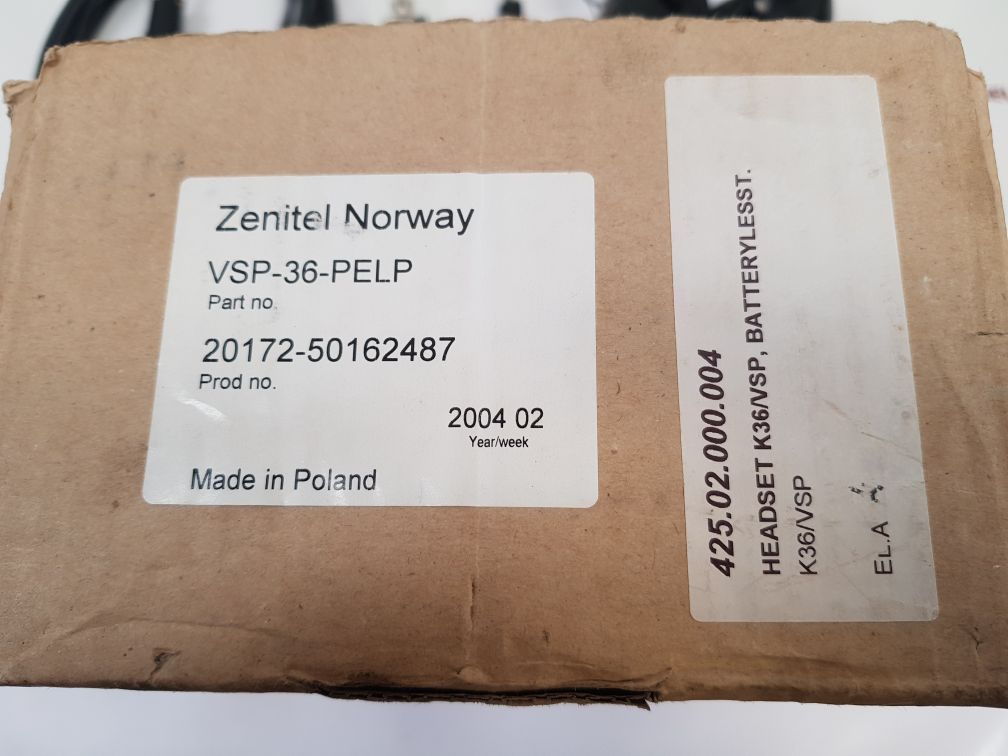 Zenitel Norway
VSP-36-PELP
Part no.
20172-50162487
Prod no.
2004 02
Year/week
Made in Poland
425.02.000.004
HEADSET K36/VSP, BATTERYLESSST.
K36/VSP
EL.A